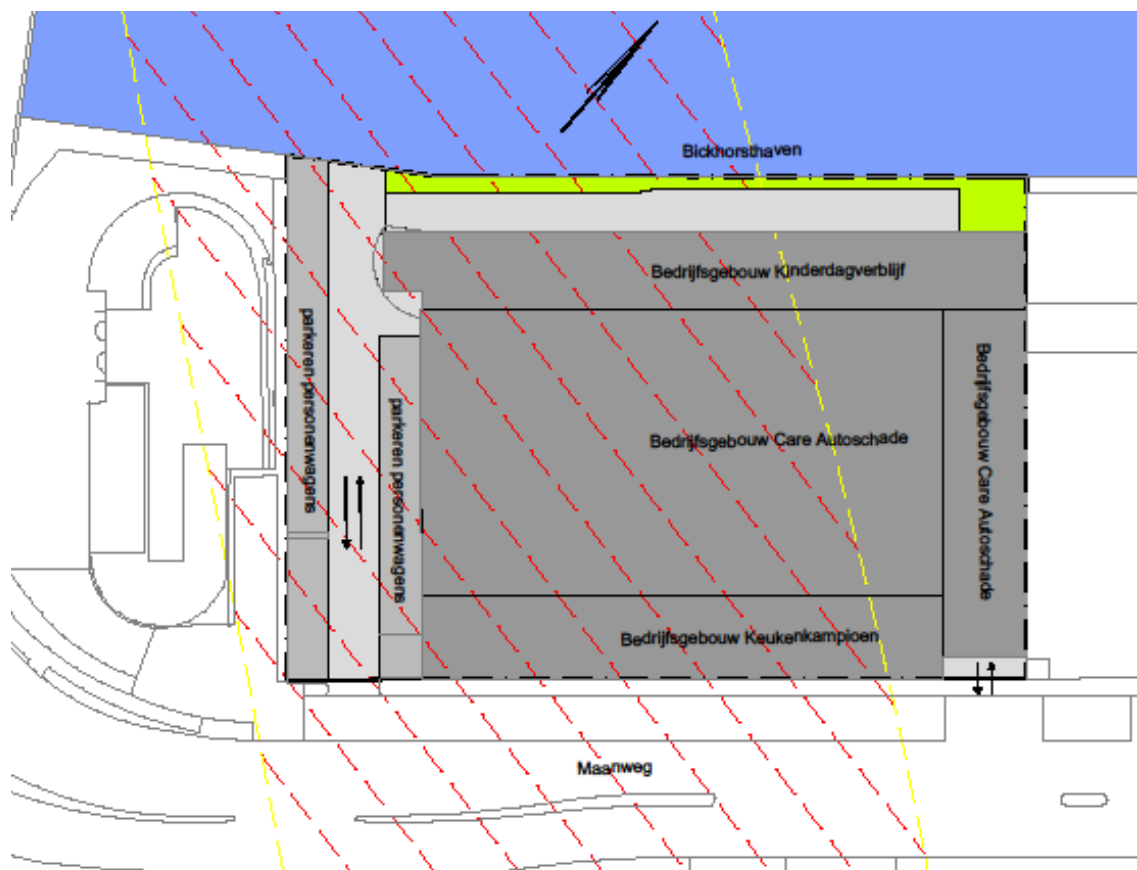 Bickhorsthaven
Bedrijfsgebouw Kinderdagverblijf
parkeren personenwagens
parkeren personenwagens
Bedrijfsgebouw Care Autoschade
Bedrijfsgebouw Care Autoschade
Bedrijfsgebouw Keukenkampioen
Maanweg